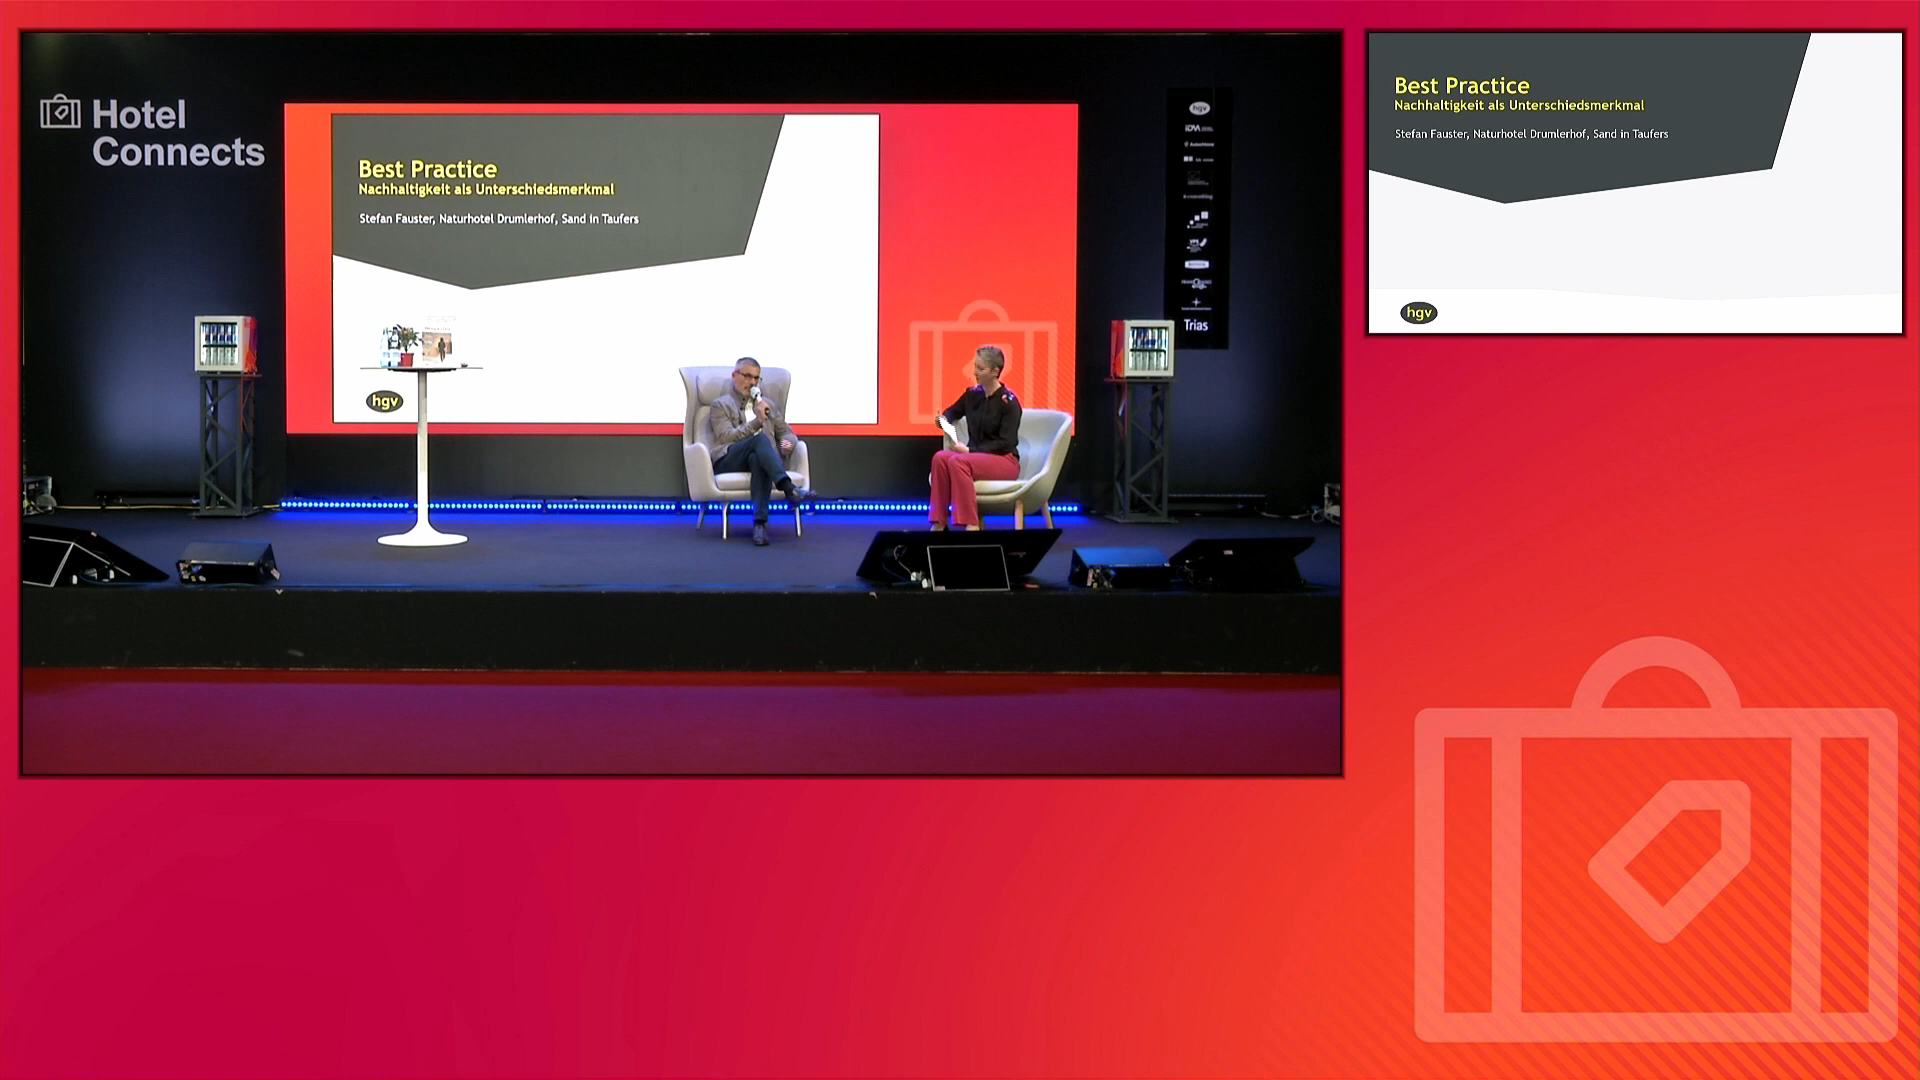 Hotel
Connects
Best Practice
Nachhaltigkeit als Unterschiedsmerkmal
Stefan Fauster, Naturhotel Drumlerhof, Sand in Taufers
hgv
hgv
Trias
Best Practice
Nachhaltigkeit als Unterschiedsmerkmal
Stefan Fauster, Naturhotel Drumlerhof, Sand in Taufers
hgv